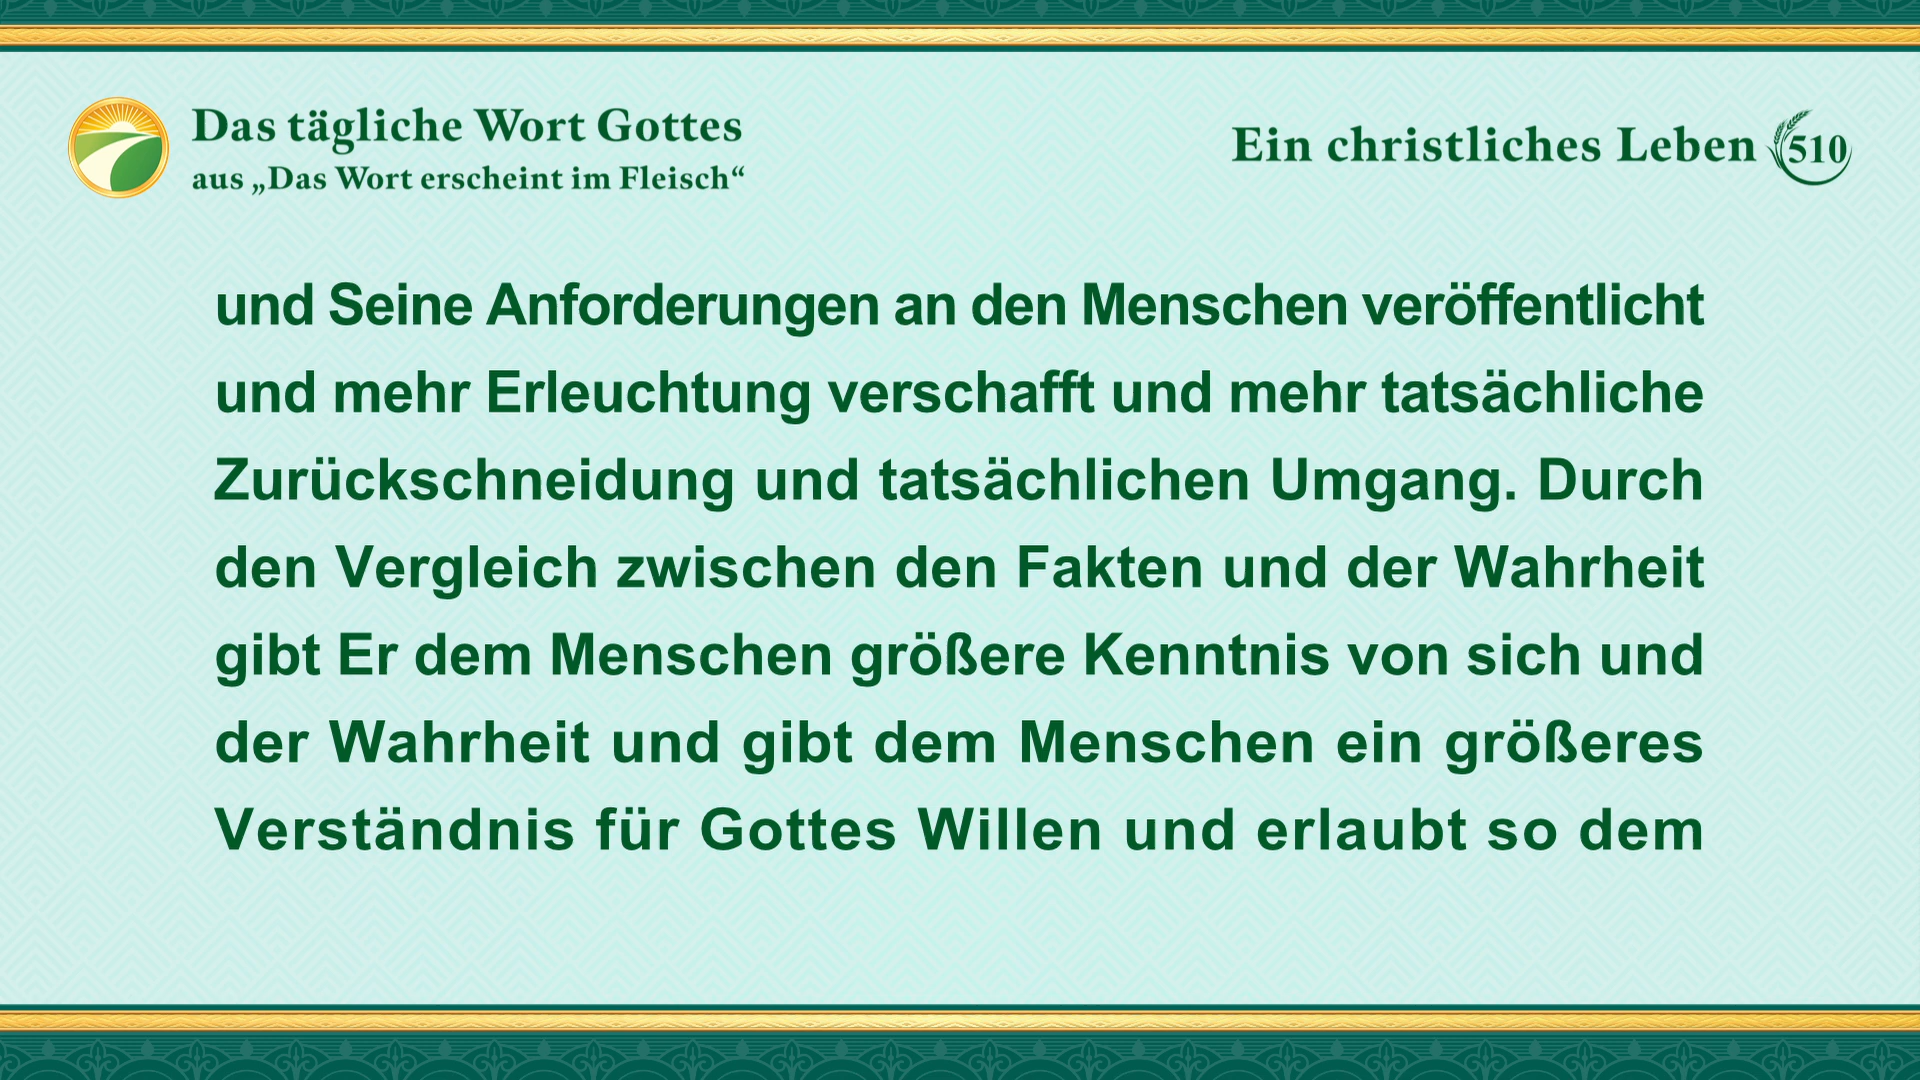 Das tägliche Wort Gottes
aus „Das Wort erscheint im Fleisch“
Ein christliches Leben 510
und Seine Anforderungen an den Menschen veröffentlicht
und mehr Erleuchtung verschafft und mehr tatsächliche
Zurückschneidung und tatsächlichen Umgang. Durch
den Vergleich zwischen den Fakten und der Wahrheit
gibt Er dem Menschen größere Kenntnis von sich und
der Wahrheit und gibt dem Menschen ein größeres
Verständnis für Gottes Willen und erlaubt so dem